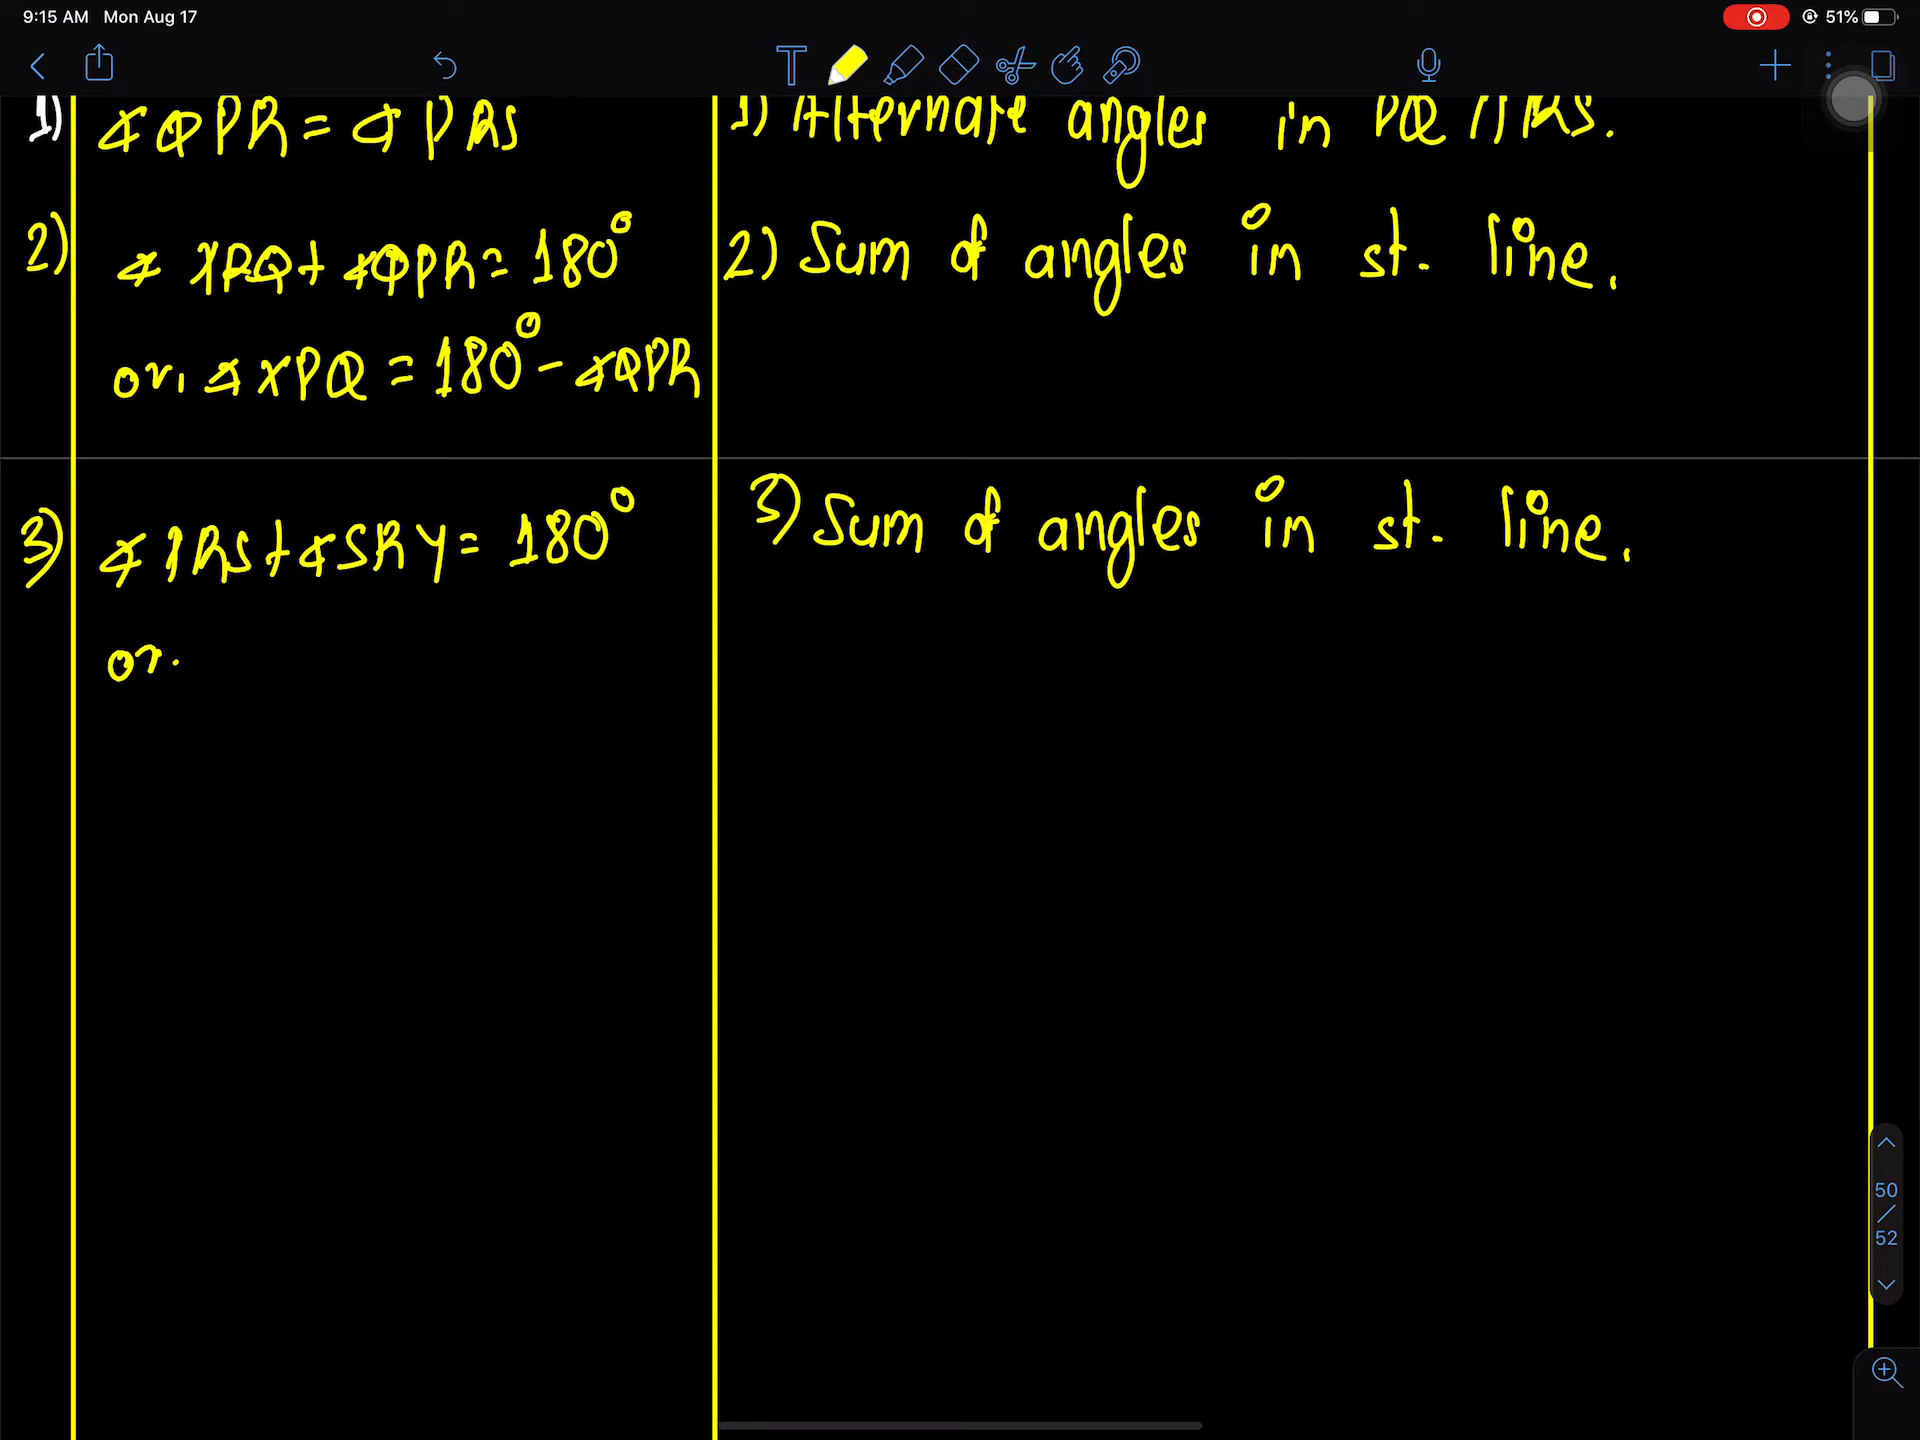 9:15 AM Mon Aug 17
51%
1) ∢QPR = ∢PRS
1) Alternate angles in PQ // RS.
2) ∢XPQ + ∢QPR = 180°
2) Sum of angles in st. line.
or, ∢XPQ = 180° - ∢QPR
3) ∢PRS + ∢SRY = 180°
3) Sum of angles in st. line.
or.
50
/
52